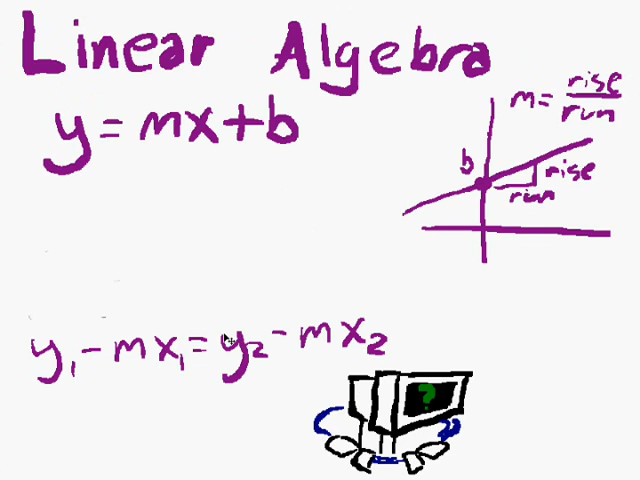 Linear Algebra
y = mx + b
m = rise/run
b
rise
run
y₁ - mx₁ = y₂ - mx₂
?